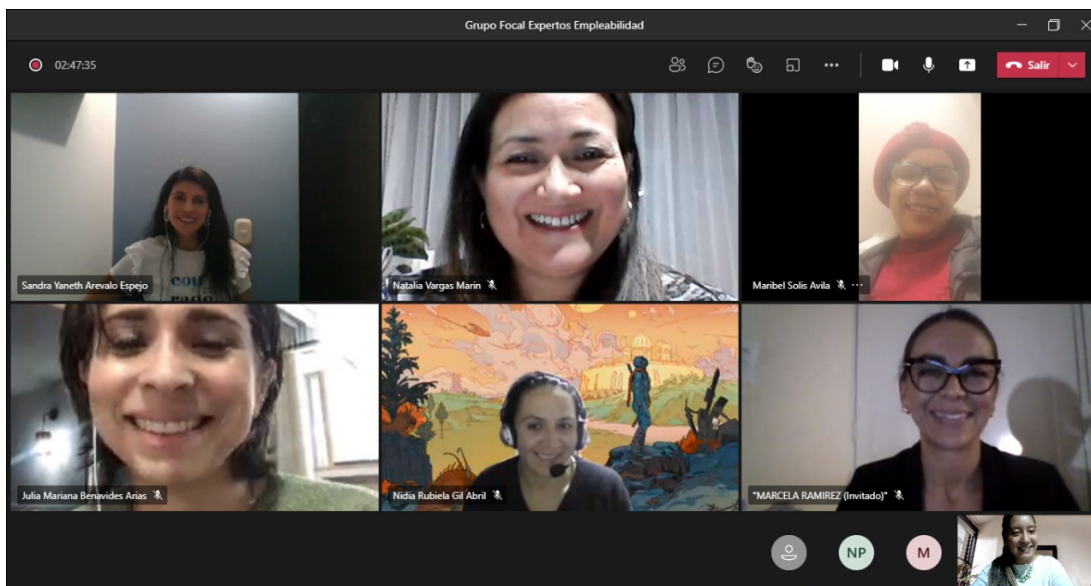 Grupo Focal Expertos Empleabilidad
02:47:35
Salir
Sandra Yaneth Arevalo Espejo
Natalia Vargas Marin
Maribel Solis Avila
Julia Mariana Benavides Arias
Nidia Rubiela Gil Abril
"MARCELA RAMIREZ (Invitado)"
NP
M